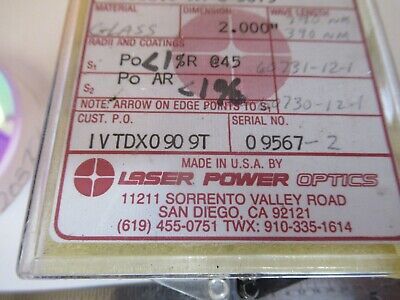 MATERIAL DIMENSION WAVE LENGTH
GLASS 2.000" 390 NM
RADII AND COATINGS 390 NM
S₁ Po <1%R @45 60731-12-1
S₂ Po AR <1% 60730-12-1
NOTE: ARROW ON EDGE POINTS TO S₁
CUST. P.O. SERIAL NO.
IVTDX0909T 09567-2
MADE IN U.S.A. BY
LASER POWER OPTICS
11211 SORRENTO VALLEY ROAD
SAN DIEGO, CA 92121
(619) 455-0751 TWX: 910-335-1614